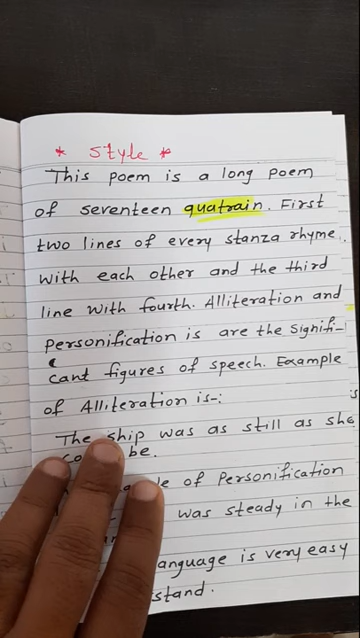 * Style *
This poem is a long poem
of seventeen quatrain. First
two lines of every stanza rhyme
with each other and the third
line with fourth. Alliteration and
Personification is are the signifi-
cant figures of speech. Example
of Alliteration is-:
The ship was as still as she
be.
of Personification
was steady in the
anguage is very easy
stand.